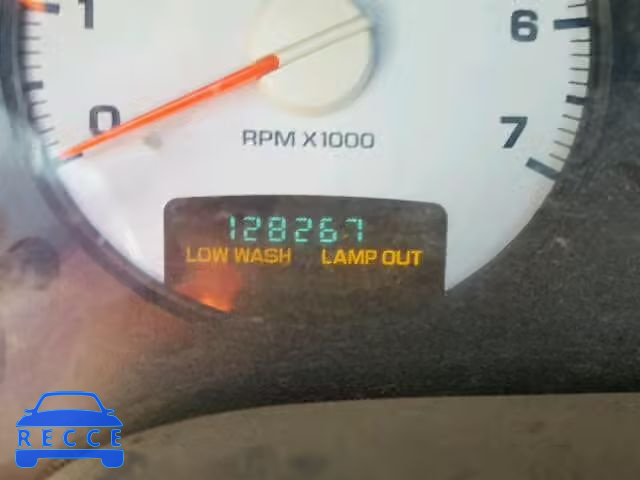 1
6
0
7
RPM X1000
128267
LOW WASH LAMP OUT
RECCE